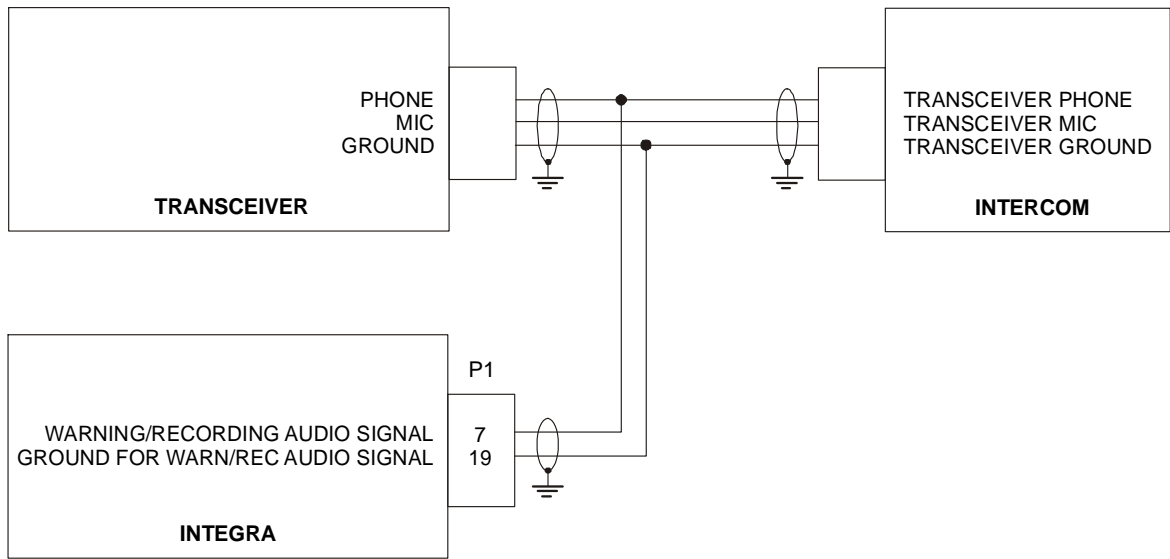 PHONE
MIC
GROUND
TRANSCEIVER
TRANSCEIVER PHONE
TRANSCEIVER MIC
TRANSCEIVER GROUND
INTERCOM
P1
WARNING/RECORDING AUDIO SIGNAL 7
GROUND FOR WARN/REC AUDIO SIGNAL 19
INTEGRA